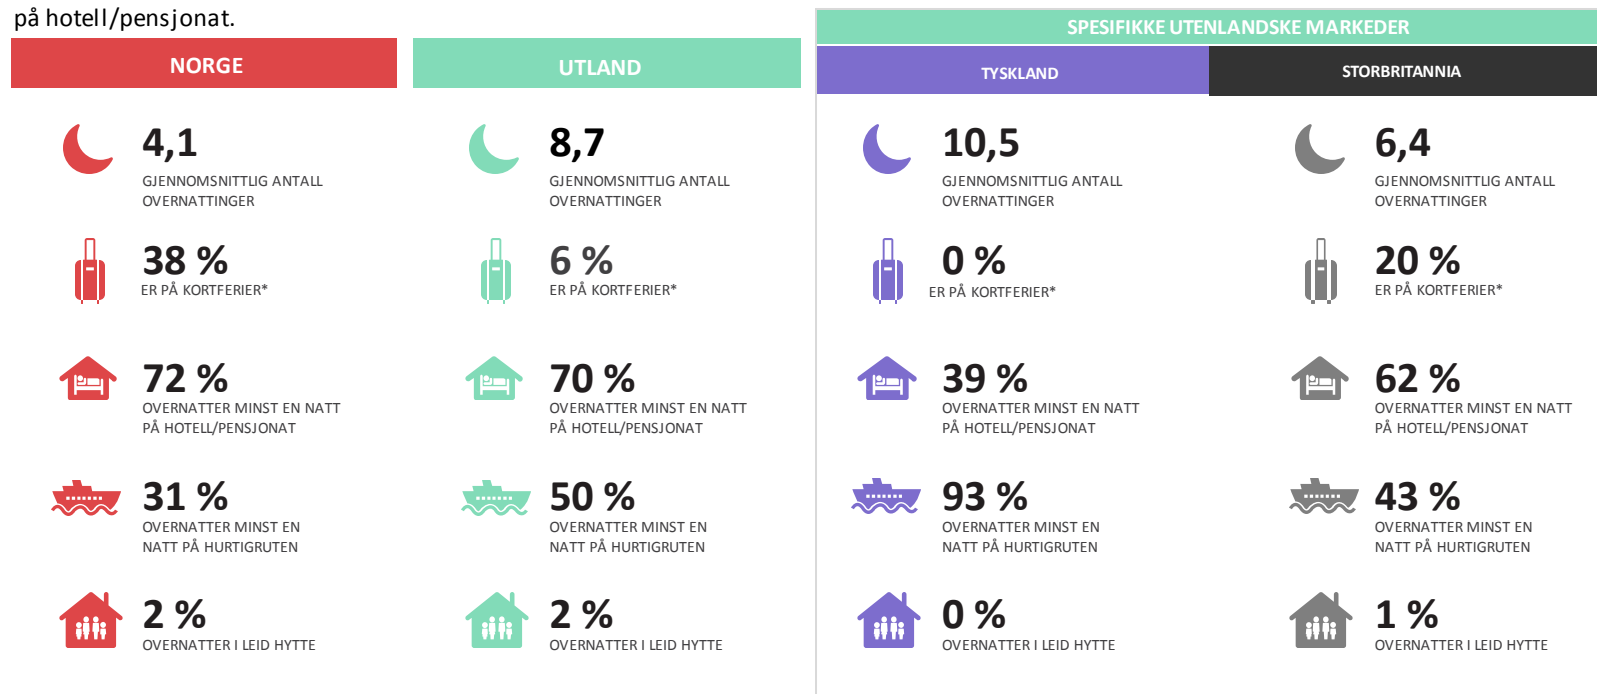 på hotell/pensjonat.
NORGE
4,1
GJENNOMSNITTLIG ANTALL
OVERNATTINGER
38 %
ER PÅ KORTFERIER*
72 %
OVERNATTER MINST EN NATT
PÅ HOTELL/PENSJONAT
31 %
OVERNATTER MINST EN
NATT PÅ HURTIGRUTEN
2 %
OVERNATTER I LEID HYTTE
UTLAND
8,7
GJENNOMSNITTLIG ANTALL
OVERNATTINGER
6 %
ER PÅ KORTFERIER*
70 %
OVERNATTER MINST EN NATT
PÅ HOTELL/PENSJONAT
50 %
OVERNATTER MINST EN
NATT PÅ HURTIGRUTEN
2 %
OVERNATTER I LEID HYTTE
SPESIFIKKE UTENLANDSKE MARKEDER
TYSKLAND
10,5
GJENNOMSNITTLIG ANTALL
OVERNATTINGER
0 %
ER PÅ KORTFERIER*
39 %
OVERNATTER MINST EN NATT
PÅ HOTELL/PENSJONAT
93 %
OVERNATTER MINST EN
NATT PÅ HURTIGRUTEN
0 %
OVERNATTER I LEID HYTTE
STORBRITANNIA
6,4
GJENNOMSNITTLIG ANTALL
OVERNATTINGER
20 %
ER PÅ KORTFERIER*
62 %
OVERNATTER MINST EN NATT
PÅ HOTELL/PENSJONAT
43 %
OVERNATTER MINST EN
NATT PÅ HURTIGRUTEN
1 %
OVERNATTER I LEID HYTTE